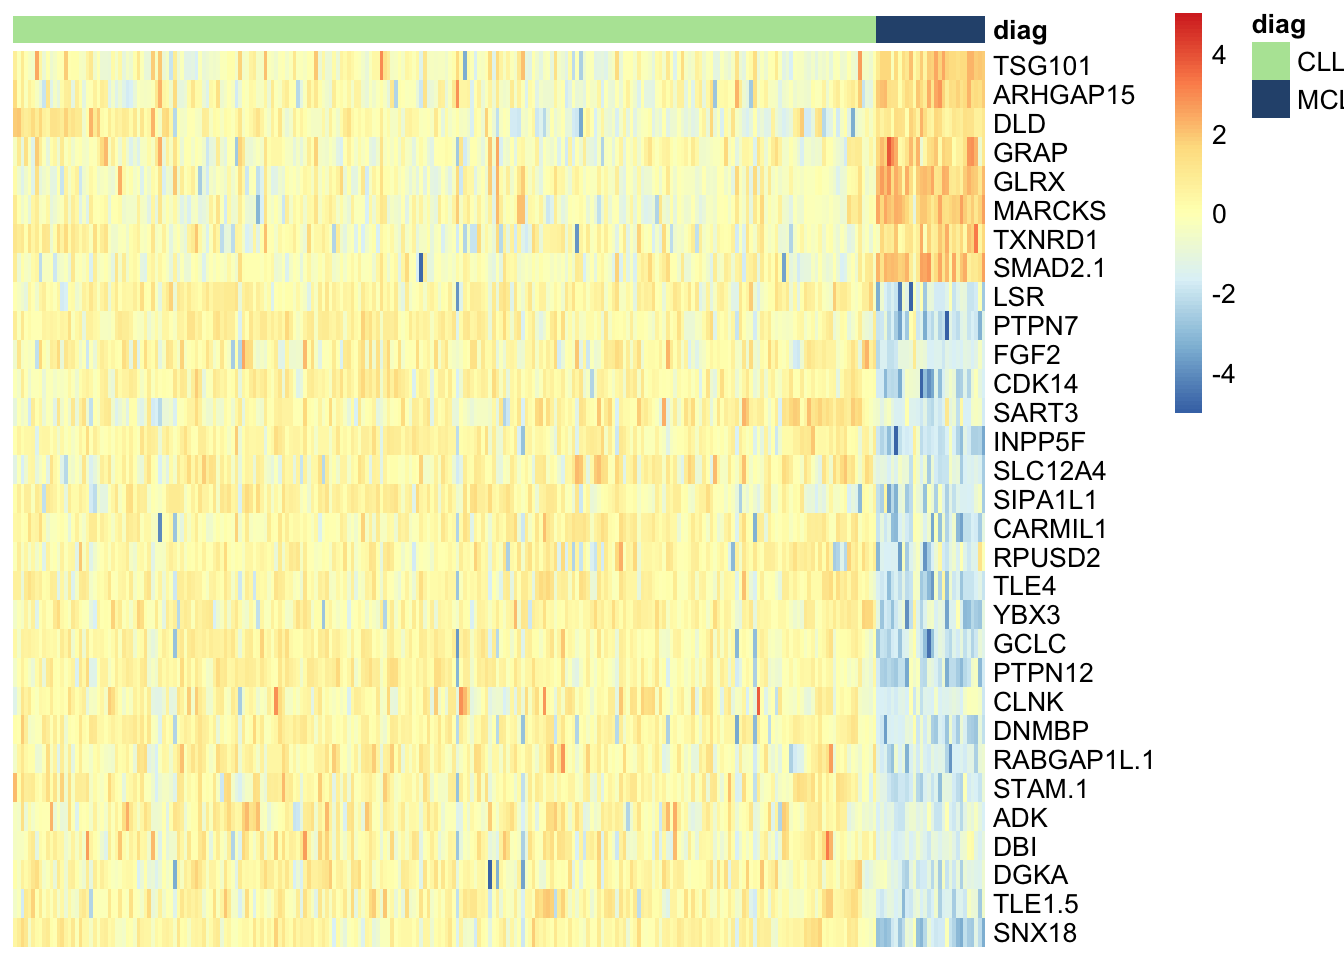 diag
TSG101
ARHGAP15
DLD
GRAP
GLRX
MARCKS
TXNRD1
SMAD2.1
LSR
PTPN7
FGF2
CDK14
SART3
INPP5F
SLC12A4
SIPA1L1
CARMIL1
RPUSD2
TLE4
YBX3
GCLC
PTPN12
CLNK
DNMBP
RABGAP1L.1
STAM.1
ADK
DBI
DGKA
TLE1.5
SNX18
4
2
0
-2
-4
diag
CLL
MCL